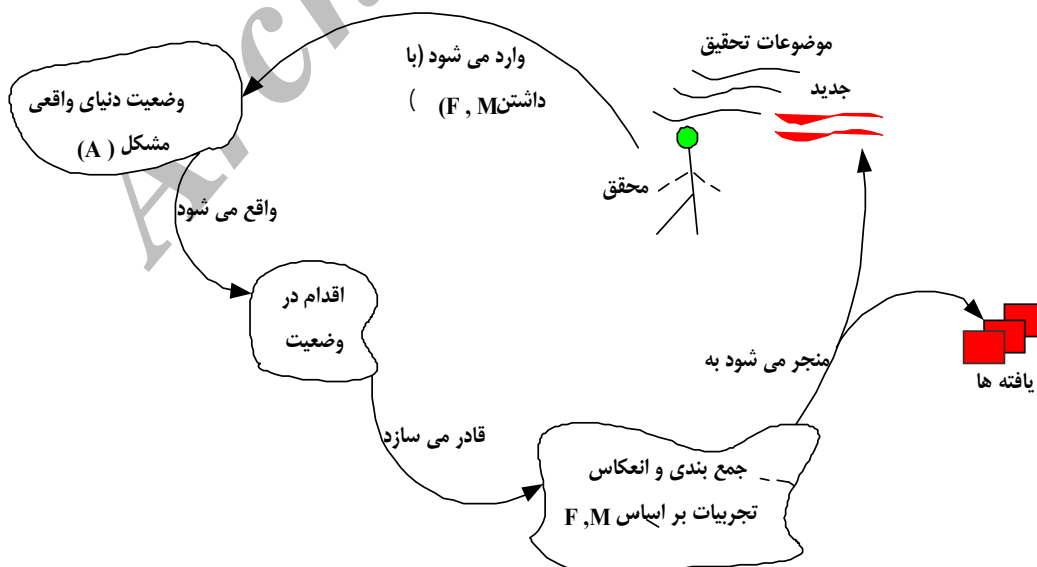 موضوعات تحقیق
جدید
محقق
وارد می شود (با
داشتن F , M)
وضعیت دنیای واقعی
مشکل ( A)
واقع می شود
اقدام در
وضعیت
قادر می سازد
جمع بندی و انعکاس
تجربیات بر اساس F ,M
منجر می شود به
یافته ها